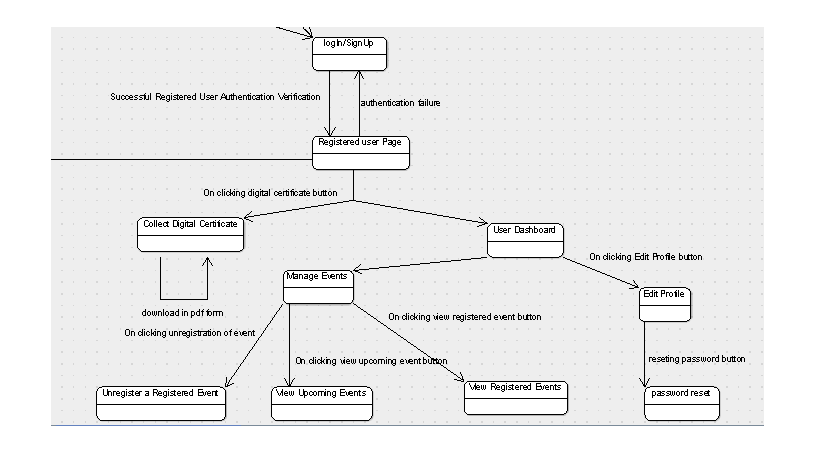 logIn/SignUp
Successful Registered User Authentication Verification
authentication failure
Registered user Page
On clicking digital certificate button
Collect Digital Certificate
User Dashboard
On clicking Edit Profile button
Manage Events
Edit Profile
download in pdf form
On clicking view registered event button
On clicking unregistration of event
On clicking view upcoming event button
reseting password button
Unregister a Registered Event
View Upcoming Events
View Registered Events
password reset